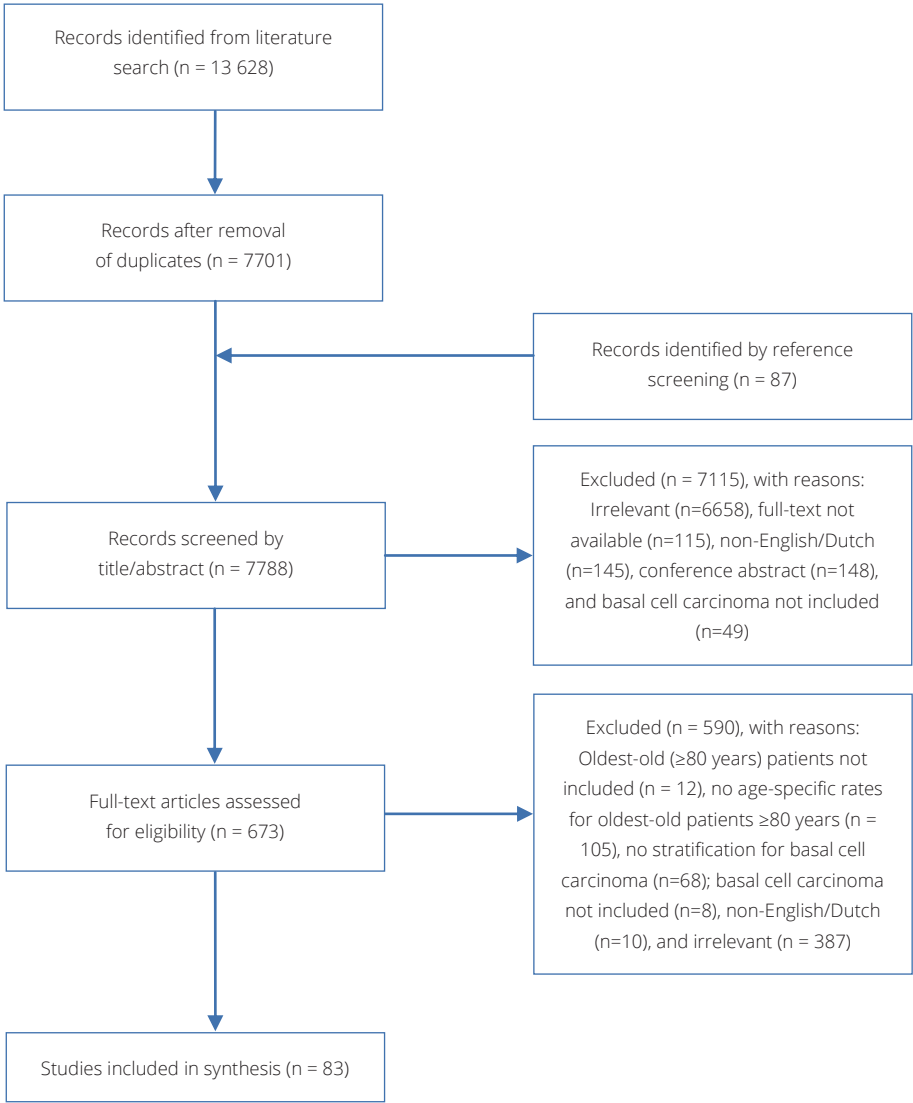 Records identified from literature
search (n = 13 628)
Records after removal
of duplicates (n = 7701)
Records identified by reference
screening (n = 87)
Records screened by
title/abstract (n = 7788)
Excluded (n = 7115), with reasons:
Irrelevant (n=6658), full-text not
available (n=115), non-English/Dutch
(n=145), conference abstract (n=148),
and basal cell carcinoma not included
(n=49)
Full-text articles assessed
for eligibility (n = 673)
Excluded (n = 590), with reasons:
Oldest-old (≥80 years) patients not
included (n = 12), no age-specific rates
for oldest-old patients ≥80 years (n =
105), no stratification for basal cell
carcinoma (n=68); basal cell carcinoma
not included (n=8), non-English/Dutch
(n=10), and irrelevant (n = 387)
Studies included in synthesis (n = 83)